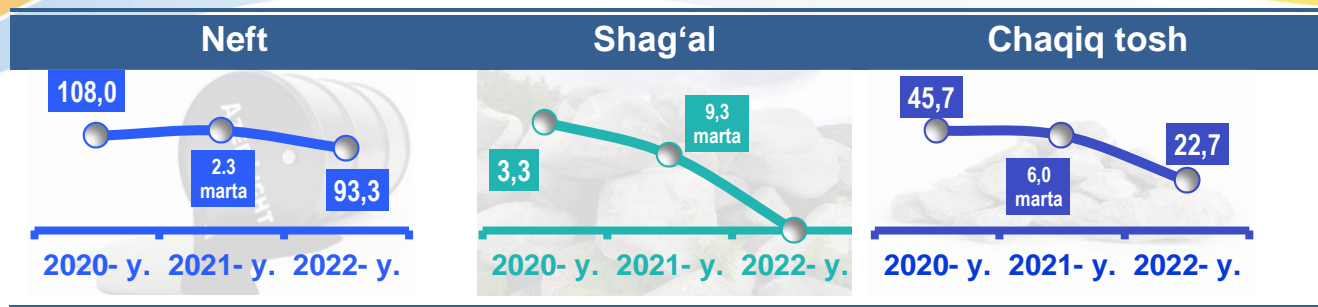 Neft
108,0
2.3
marta
93,3
2020- y. 2021- y. 2022- y.
Shag‘al
3,3
9,3
marta
2020- y. 2021- y. 2022- y.
Chaqiq tosh
45,7
6,0
marta
22,7
2020- y. 2021- y. 2022- y.